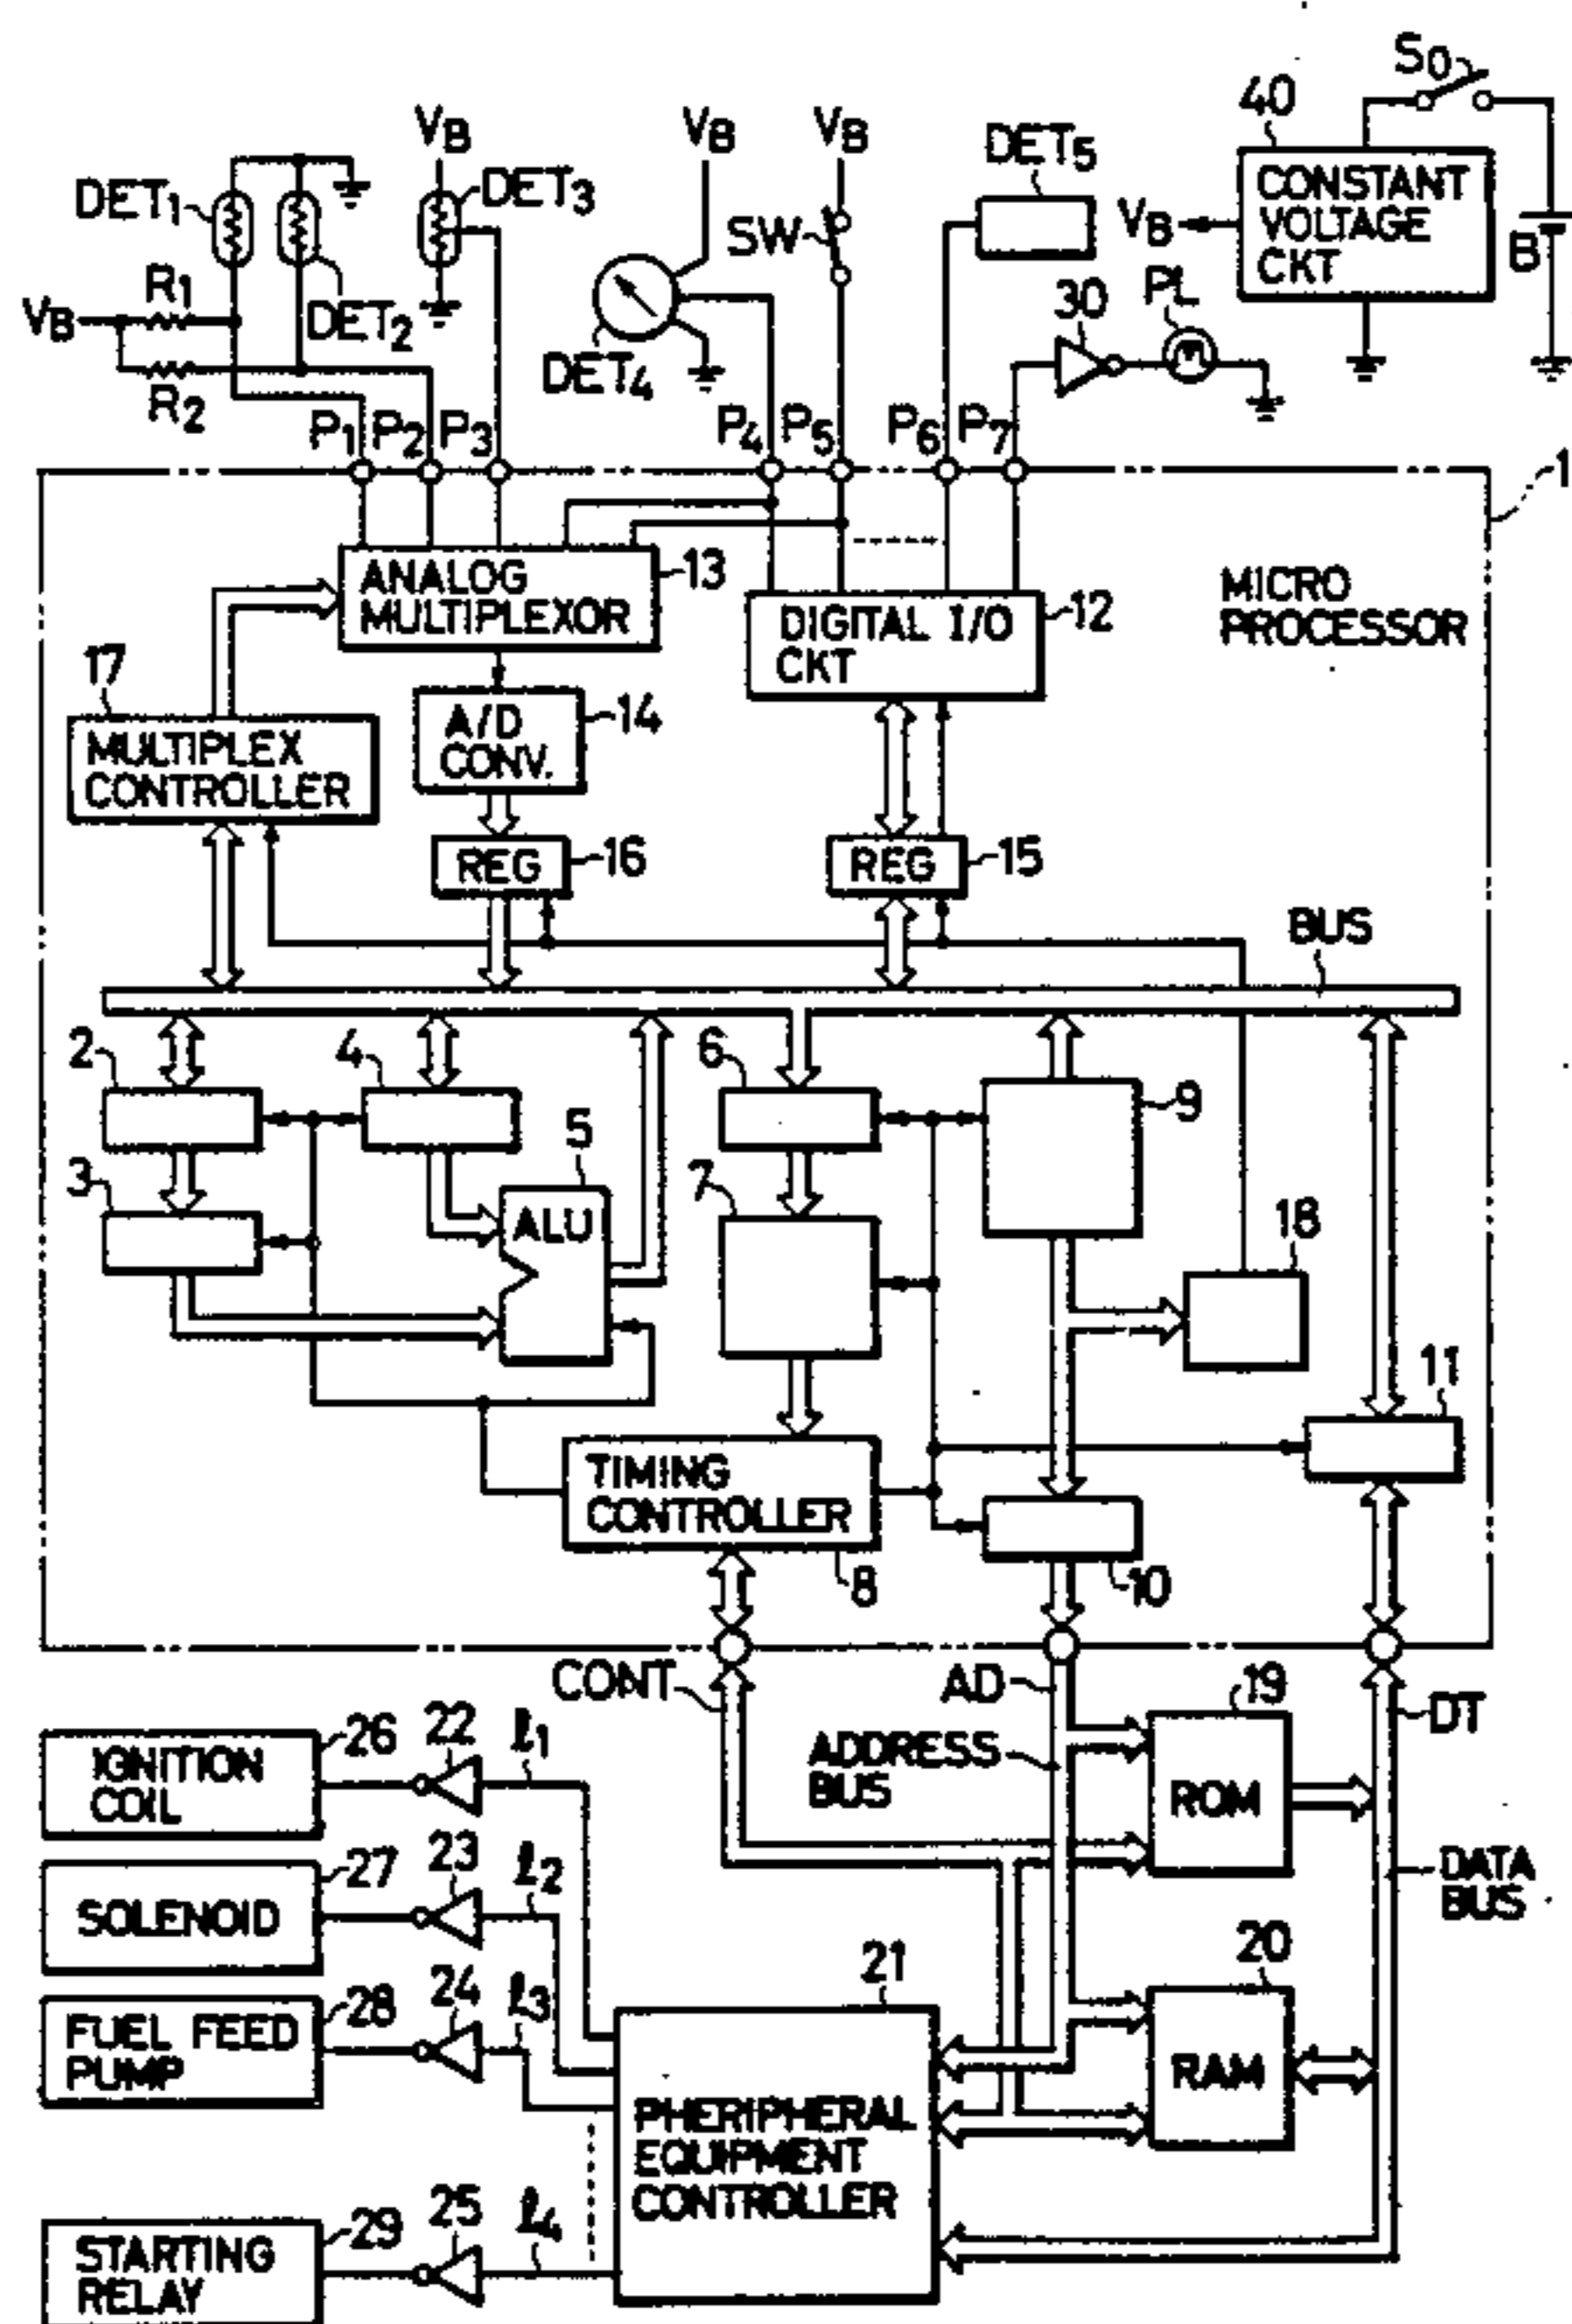 S0
40
VB
VB
VB
DET5
DET1
DET3
CONSTANT
VOLTAGE
CKT
VB
SW
B
R1
VB
DET2
30
PL
DET4
R2
P1 P2 P3
P4 P5
P6 P7
1
ANALOG
MULTIPLEXOR
13
MICRO
PROCESSOR
DIGITAL I/O
CKT
12
17
A/D
CONV.
14
MULTIPLEX
CONTROLLER
REG
16
REG
15
BUS
2
4
6
9
5
3
7
ALU
18
11
TIMING
CONTROLLER
8
10
CONT
AD
19
DT
26
22
l1
IGNITION
COIL
ADDRESS
BUS
ROM
27
23
l2
DATA
BUS
SOLENOID
21
20
28
24
l3
FUEL FEED
PUMP
RAM
PHERIPHERAL
EQUIPMENT
CONTROLLER
29
25
l4
STARTING
RELAY